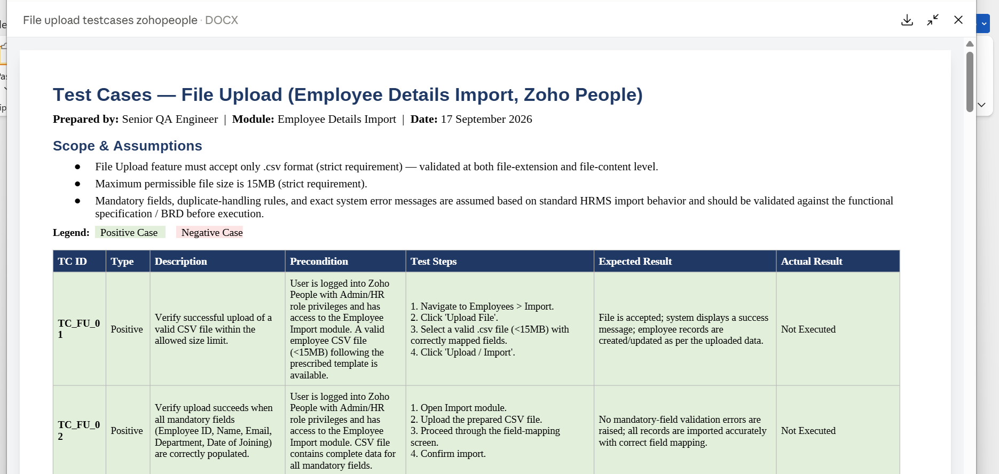 File upload testcases zohopeople · DOCX
Test Cases — File Upload (Employee Details Import, Zoho People)
Prepared by: Senior QA Engineer | Module: Employee Details Import | Date: 17 September 2026
Scope & Assumptions
● File Upload feature must accept only .csv format (strict requirement) — validated at both file-extension and file-content level.
● Maximum permissible file size is 15MB (strict requirement).
● Mandatory fields, duplicate-handling rules, and exact system error messages are assumed based on standard HRMS import behavior and should be validated against the functional
specification / BRD before execution.
Legend: Positive Case Negative Case
TC ID Type Description Precondition Test Steps Expected Result Actual Result
TC_FU_0
1
Positive
Verify successful upload of a
valid CSV file within the
allowed size limit.
User is logged into Zoho
People with Admin/HR
role privileges and has
access to the Employee
Import module. A valid
employee CSV file
(<15MB) following the
prescribed template is
available.
1. Navigate to Employees > Import.
2. Click 'Upload File'.
3. Select a valid .csv file (<15MB) with
correctly mapped fields.
4. Click 'Upload / Import'.
File is accepted; system displays a success
message; employee records are
created/updated as per the uploaded data.
Not Executed
TC_FU_0
2
Positive
Verify upload succeeds when
all mandatory fields
(Employee ID, Name, Email,
Department, Date of Joining)
are correctly populated.
User is logged into Zoho
People with Admin/HR
role privileges and has
access to the Employee
Import module. CSV file
contains complete data for
all mandatory fields.
1. Open Import module.
2. Upload the prepared CSV file.
3. Proceed through the field-mapping
screen.
4. Confirm import.
No mandatory-field validation errors are
raised; all records are imported accurately
with correct field mapping.
Not Executed